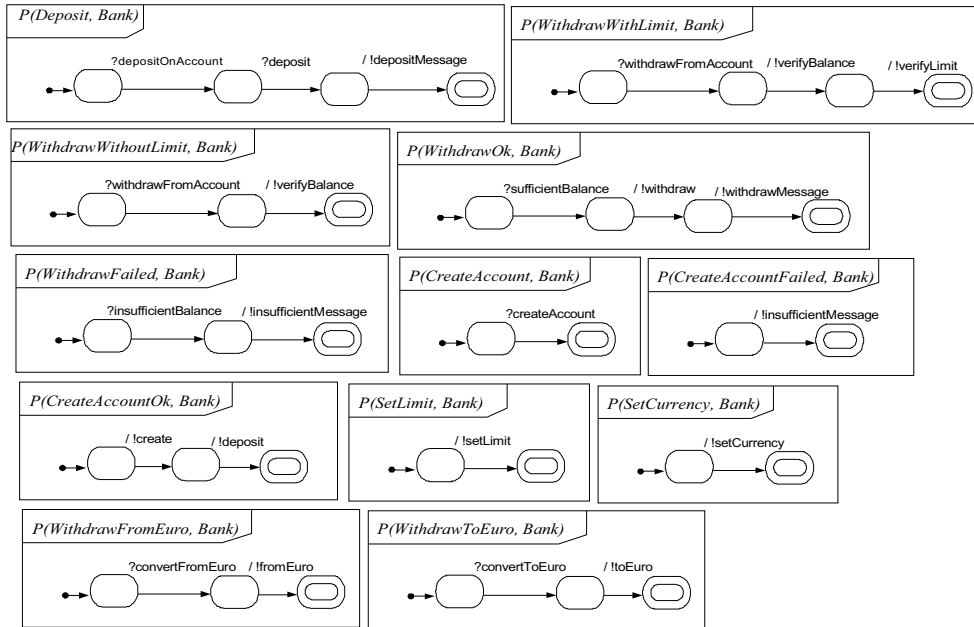 P(Deposit, Bank)
?depositOnAccount ?deposit / !depositMessage
P(WithdrawWithLimit, Bank)
?withdrawFromAccount / !verifyBalance / !verifyLimit
P(WithdrawWithoutLimit, Bank)
?withdrawFromAccount / !verifyBalance
P(WithdrawOk, Bank)
?sufficientBalance / !withdraw / !withdrawMessage
P(WithdrawFailed, Bank)
?insufficientBalance / !insufficientMessage
P(CreateAccount, Bank)
?createAccount
P(CreateAccountFailed, Bank)
/ !insufficientMessage
P(CreateAccountOk, Bank)
/ !create / !deposit
P(SetLimit, Bank)
/ !setLimit
P(SetCurrency, Bank)
/ !setCurrency
P(WithdrawFromEuro, Bank)
?convertFromEuro / !fromEuro
P(WithdrawToEuro, Bank)
?convertToEuro / !toEuro